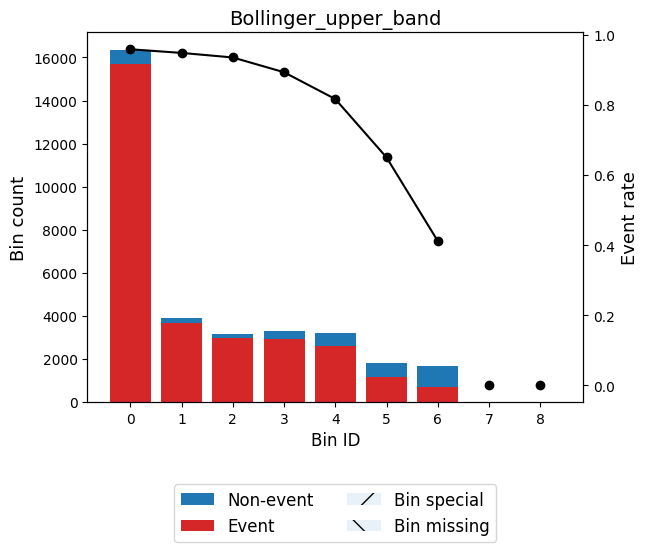 Bollinger_upper_band
Bin count
16000
14000
12000
10000
8000
6000
4000
2000
0
1.0
0.8
0.6
0.4
0.2
0.0
Event rate
0 1 2 3 4 5 6 7 8
Bin ID
Non-event
Event
Bin special
Bin missing